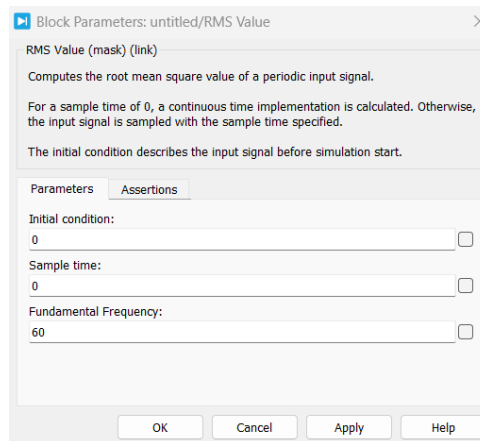 Block Parameters: untitled/RMS Value
RMS Value (mask) (link)
Computes the root mean square value of a periodic input signal.
For a sample time of 0, a continuous time implementation is calculated. Otherwise,
the input signal is sampled with the sample time specified.
The initial condition describes the input signal before simulation start.
Parameters Assertions
Initial condition:
0
Sample time:
0
Fundamental Frequency:
60
OK Cancel Apply Help